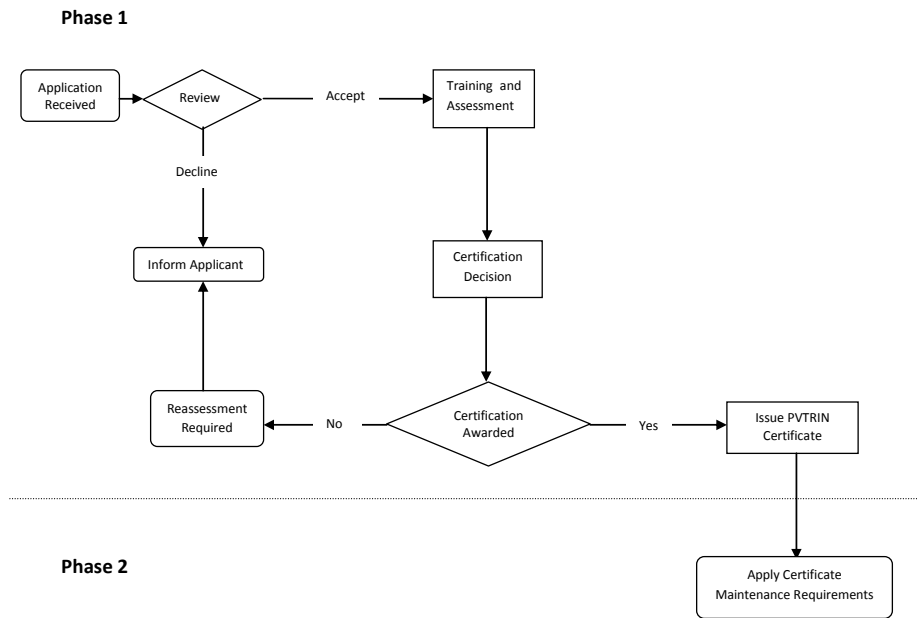 Phase 1
Application
Received
Review
Accept
Training and
Assessment
Decline
Inform Applicant
Certification
Decision
Reassessment
Required
No
Certification
Awarded
Yes
Issue PVTRIN
Certificate
Phase 2
Apply Certificate
Maintenance Requirements